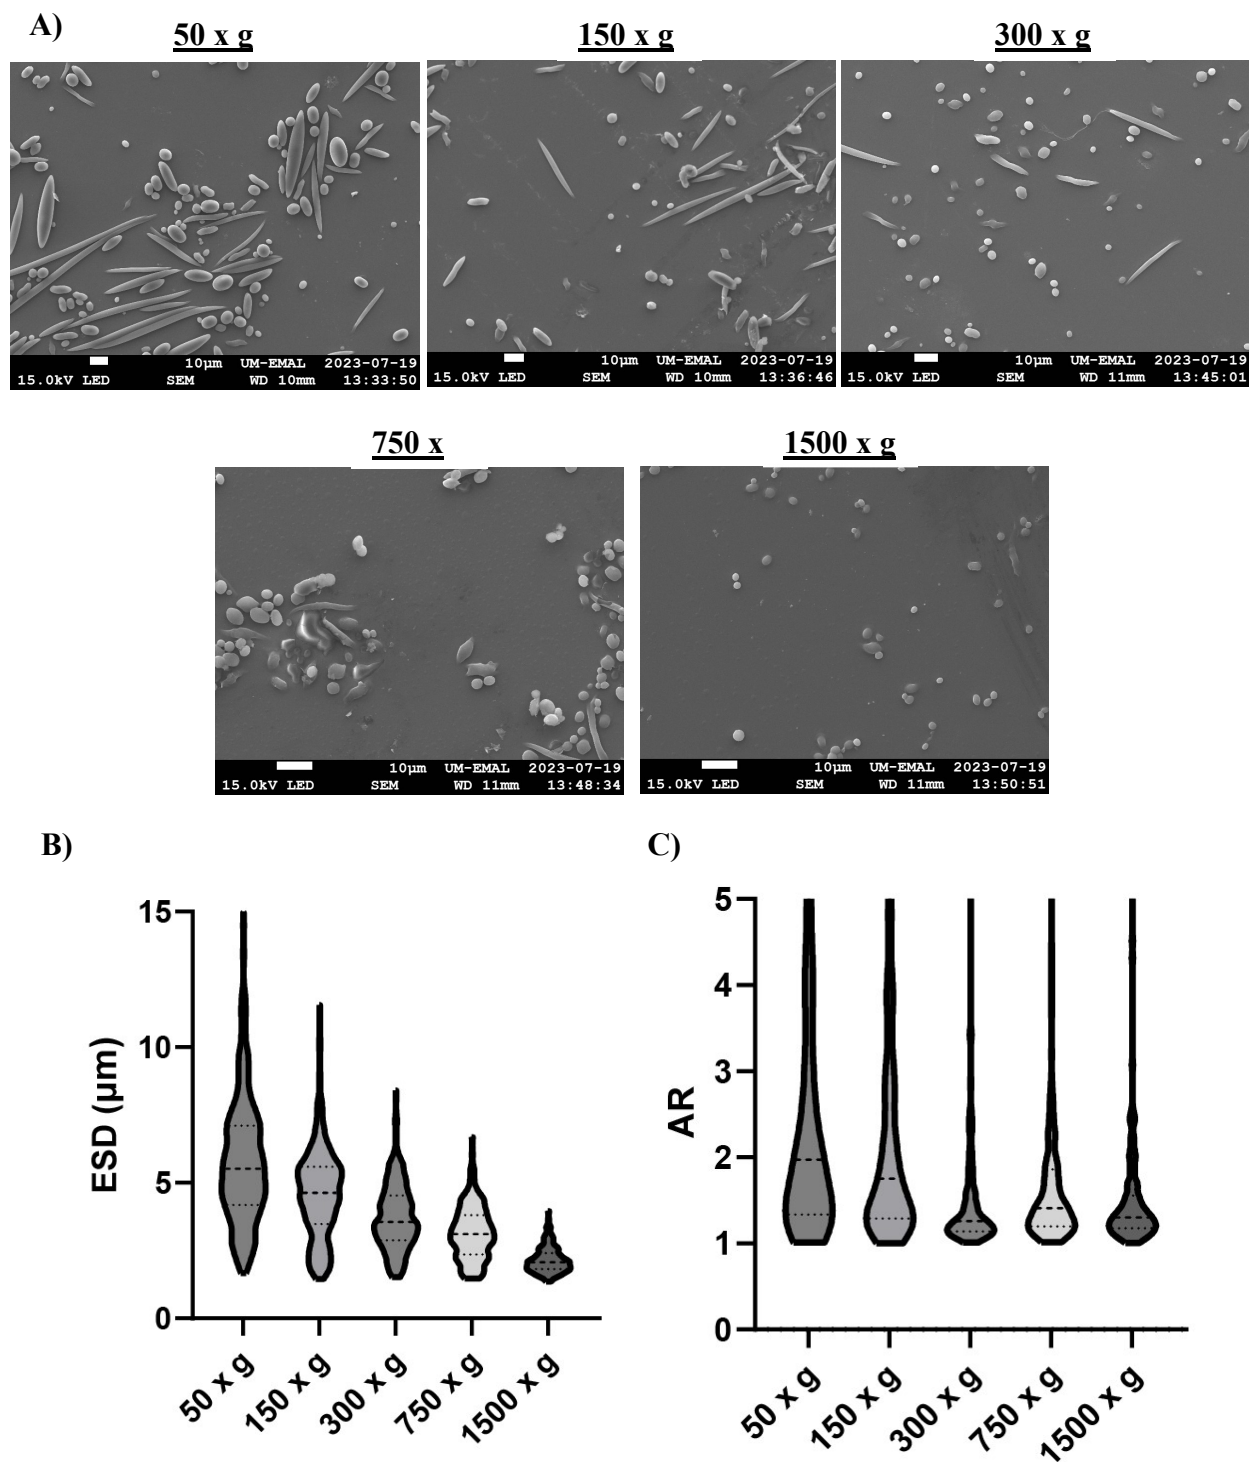 A)
50 x g
150 x g
300 x g
10µm UM-EMAL 2023-07-19
15.0kV LED SEM WD 10mm 13:33:50
10µm UM-EMAL 2023-07-19
15.0kV LED SEM WD 10mm 13:36:46
10µm UM-EMAL 2023-07-19
15.0kV LED SEM WD 11mm 13:45:01
750 x
1500 x g
10µm UM-EMAL 2023-07-19
15.0kV LED SEM WD 11mm 13:48:34
10µm UM-EMAL 2023-07-19
15.0kV LED SEM WD 11mm 13:50:51
B)
ESD (µm)
15
10
5
0
50 x g
150 x g
300 x g
750 x g
1500 x g
C)
AR
5
4
3
2
1
0
50 x g
150 x g
300 x g
750 x g
1500 x g